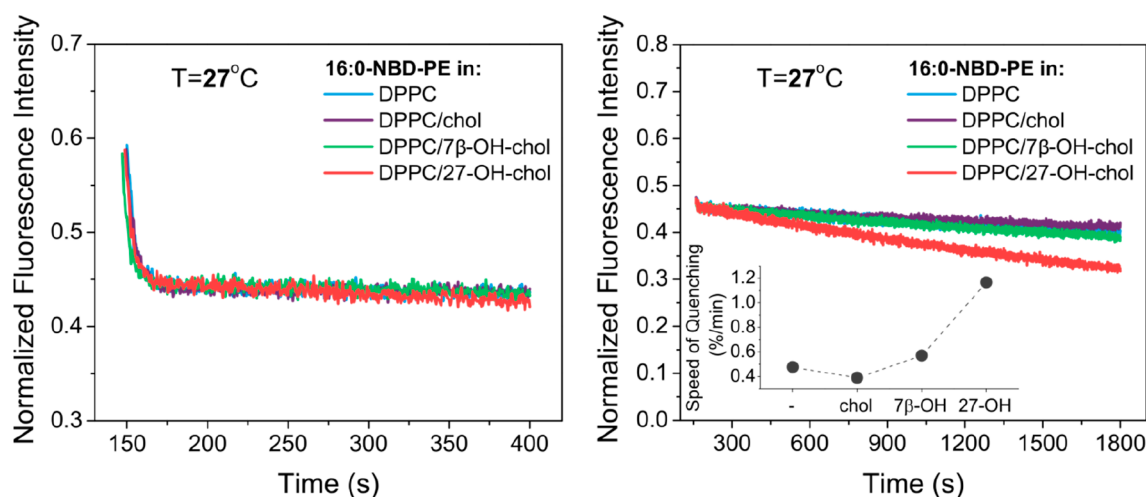 0.7
0.6
0.5
0.4
0.3
Normalized Fluorescence Intensity
T=27°C
16:0-NBD-PE in:
DPPC
DPPC/chol
DPPC/7β-OH-chol
DPPC/27-OH-chol
150 200 250 300 350 400
Time (s)
0.8
0.7
0.6
0.5
0.4
0.3
0.2
0.1
0.0
Normalized Fluorescence Intensity
T=27°C
16:0-NBD-PE in:
DPPC
DPPC/chol
DPPC/7β-OH-chol
DPPC/27-OH-chol
Speed of Quenching
(%/min)
1.2
1.0
0.8
0.6
0.4
- chol 7β-OH 27-OH
300 600 900 1200 1500 1800
Time (s)